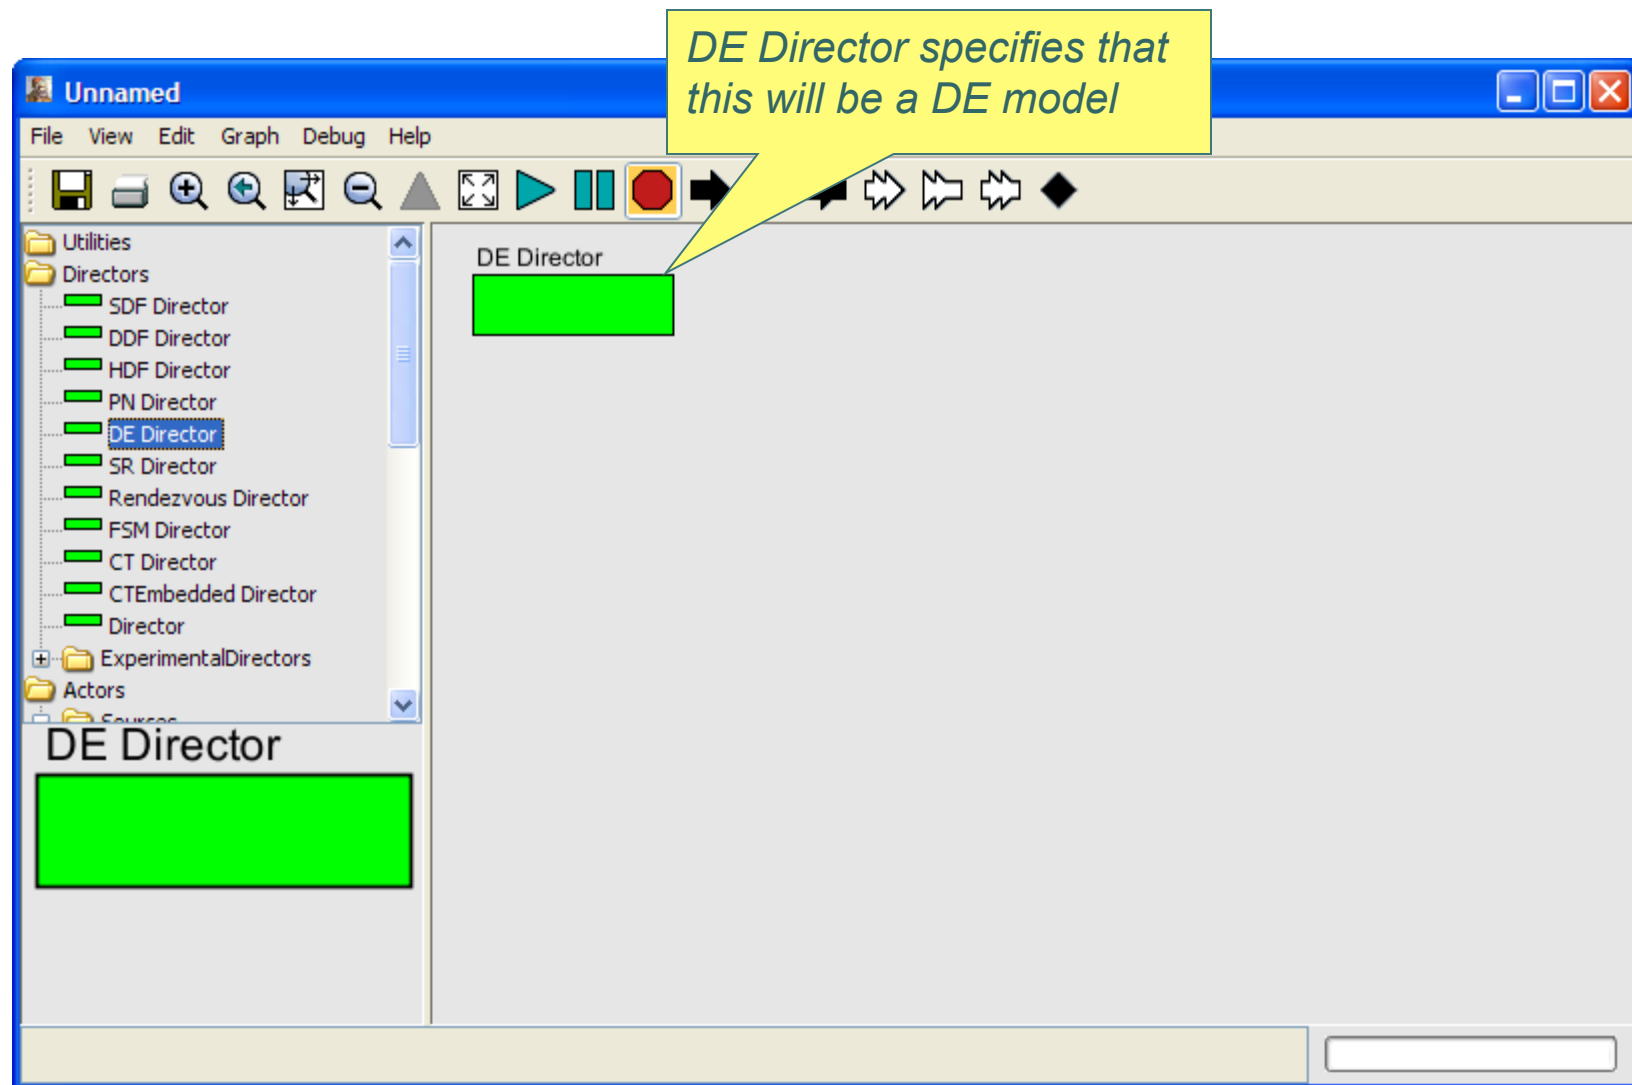 DE Director specifies that
this will be a DE model
Unnamed
File View Edit Graph Debug Help
Utilities
Directors
SDF Director
DDF Director
HDF Director
PN Director
DE Director
SR Director
Rendezvous Director
FSM Director
CT Director
CTEmbedded Director
Director
ExperimentalDirectors
Actors
Sources
DE Director
DE Director